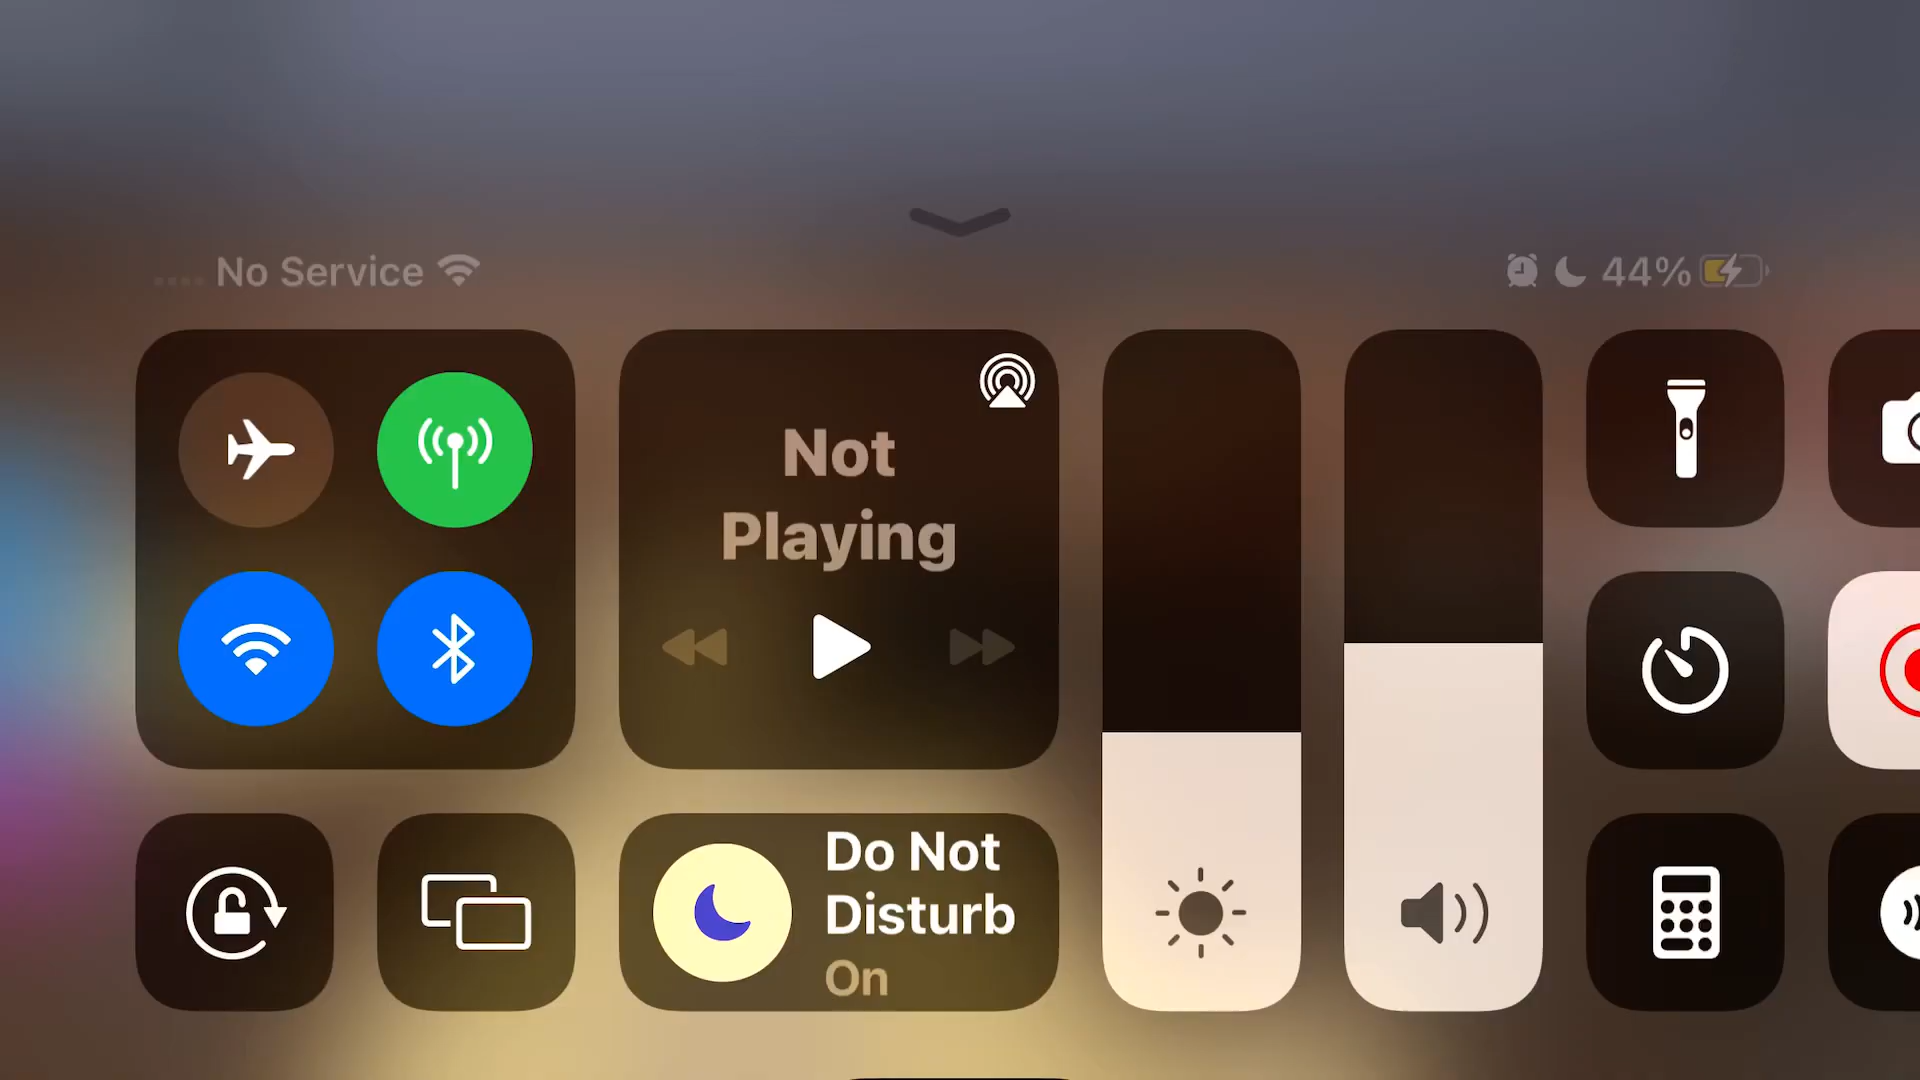 No Service
44%
Not
Playing
Do Not
Disturb
On